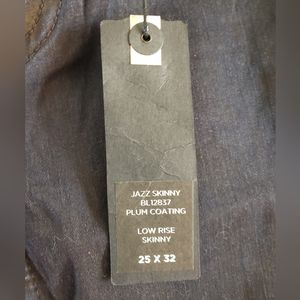 JAZZ SKINNY
BL12837
PLUM COATING
LOW RISE
SKINNY
25 X 32